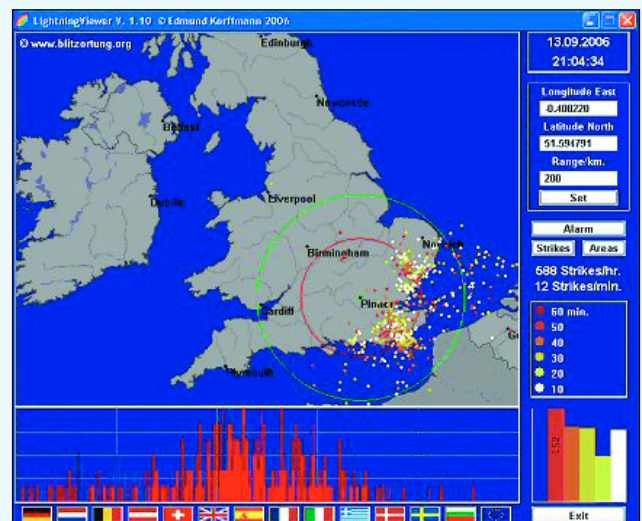 LightningViewer V. 1.10 © Edmund Korffmann 2006
© www.blitzortung.org
Edinburgh
Newcastle
Belfast
Dublin
Liverpool
Birmingham
Norwich
Pinner
Cardiff
Plymouth
13.09.2006
21:04:34
Longitude East
-0.400220
Latitude North
51.594791
Range/km.
200
Set
Alarm
Strikes Areas
588 Strikes/hr.
12 Strikes/min.
60 min.
50
40
30
20
10
152
Exit